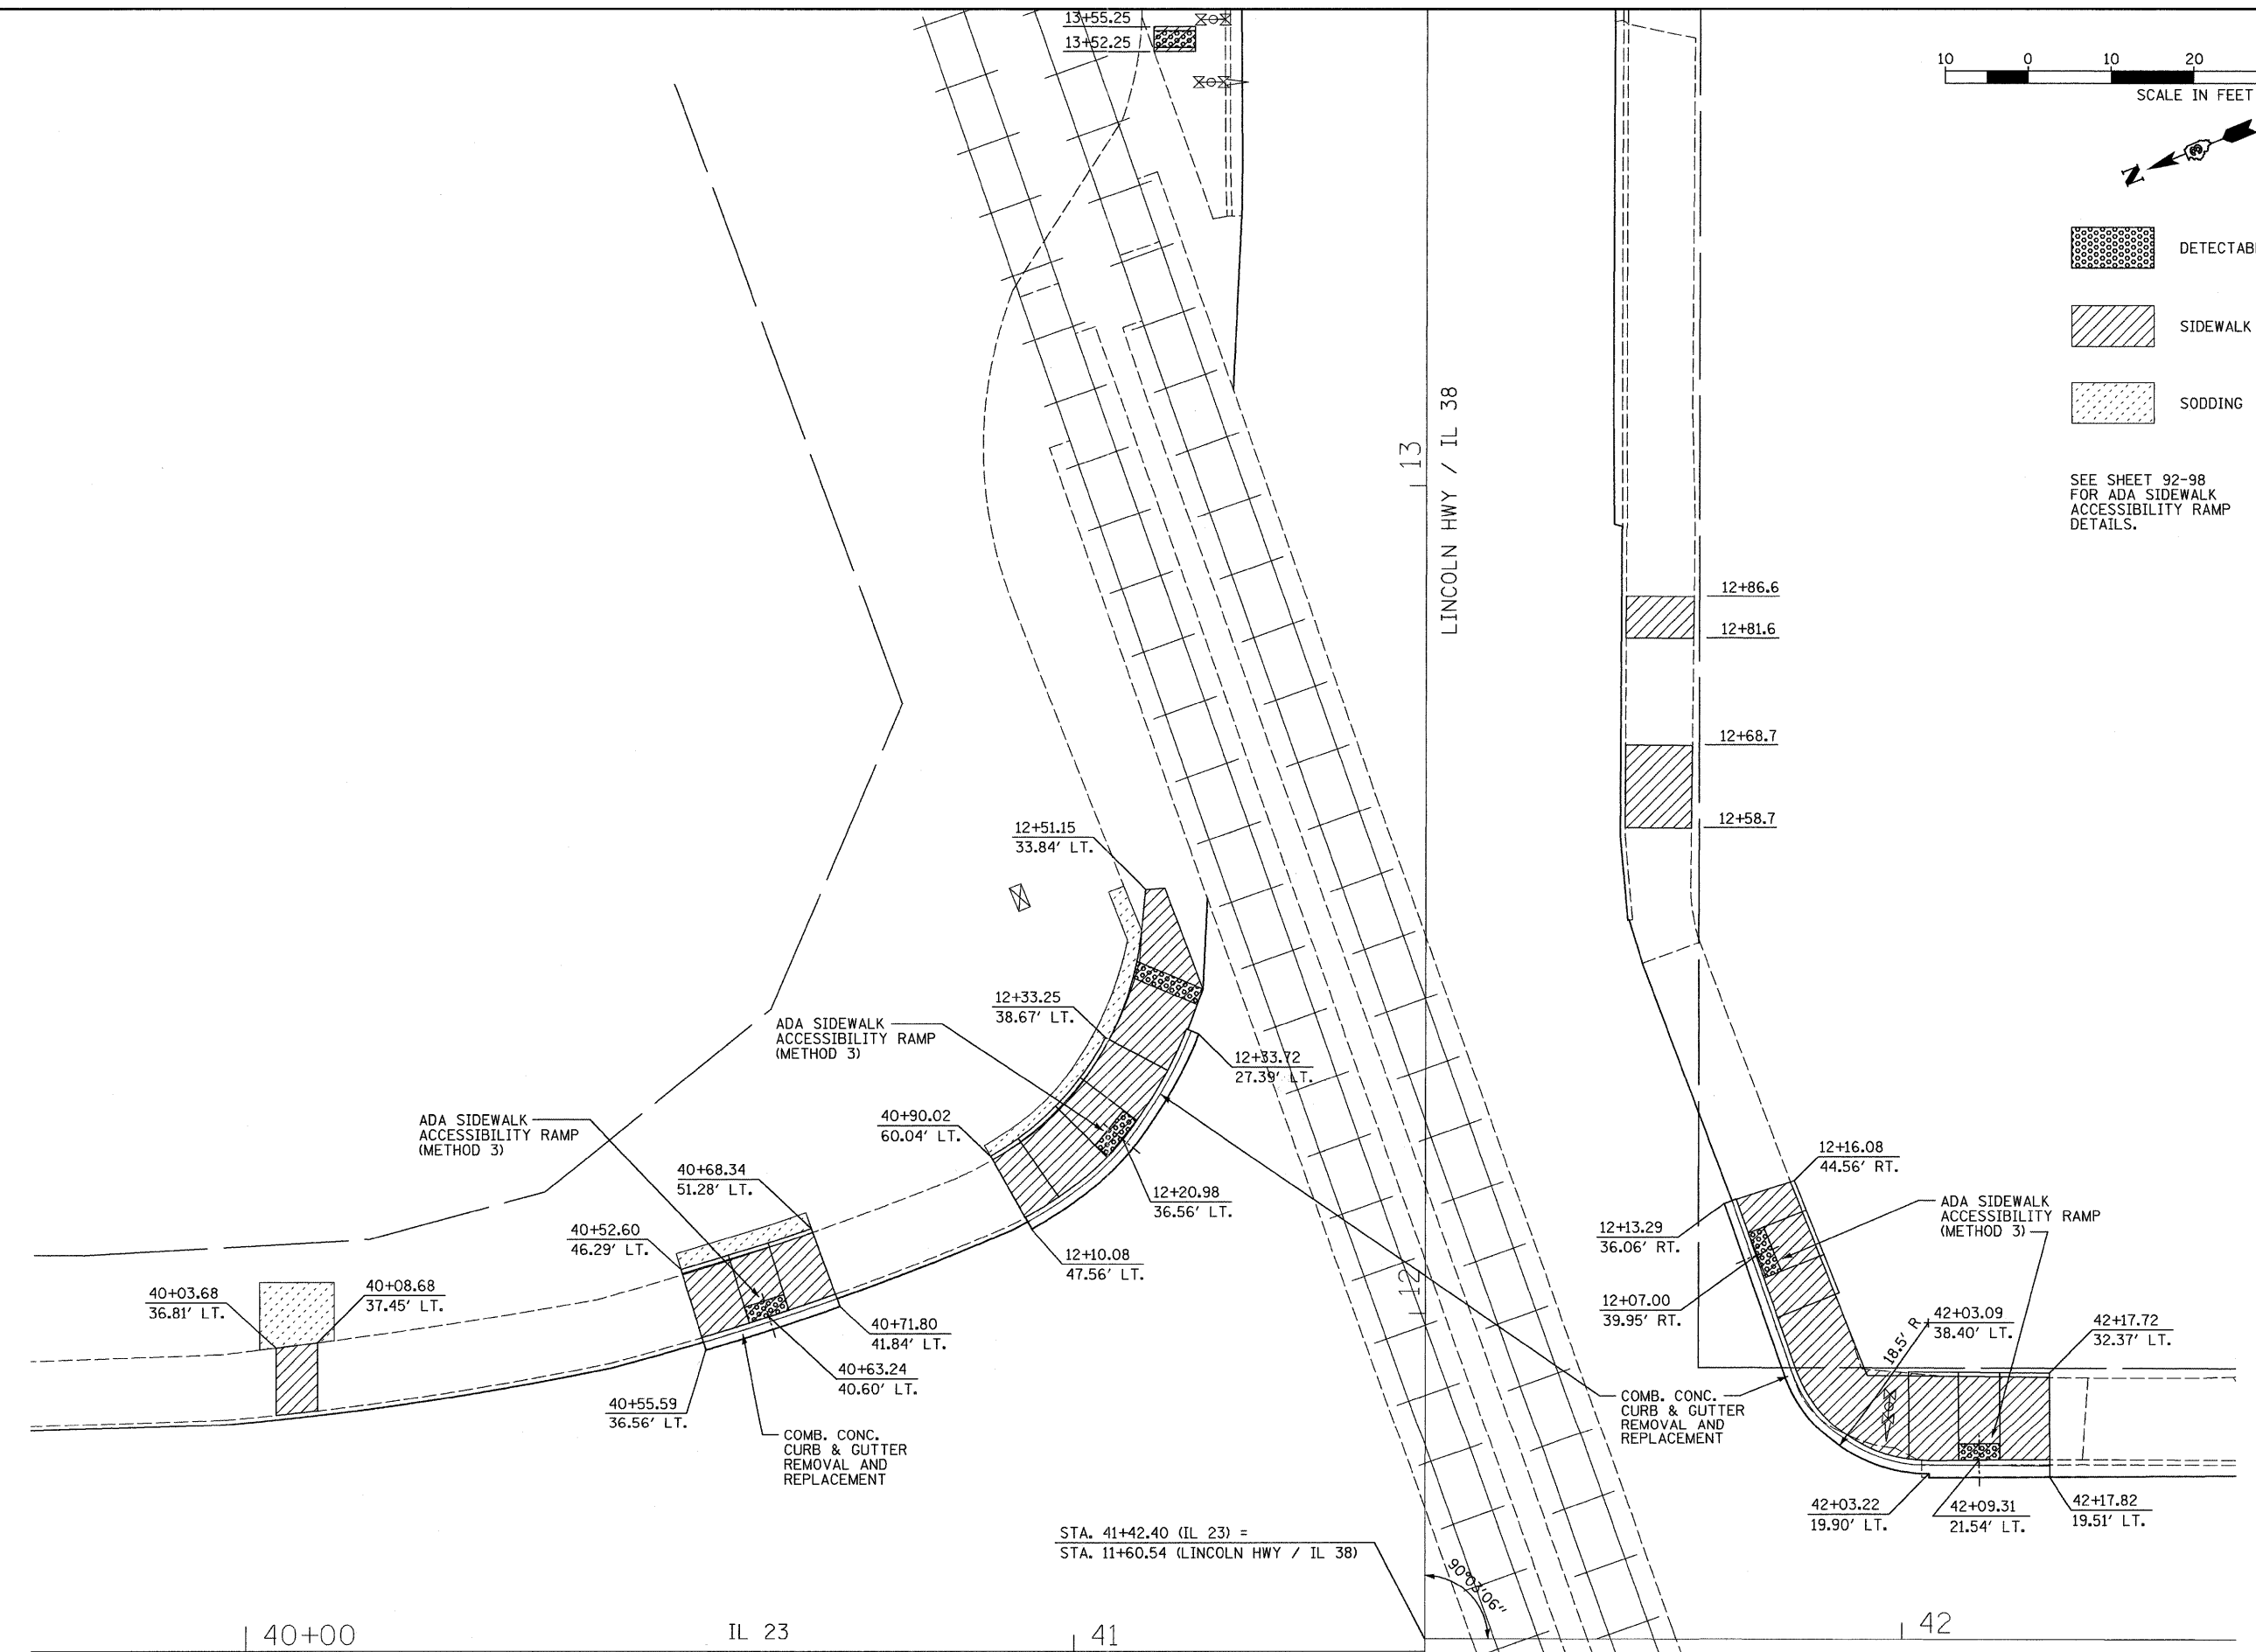 13+55.25
13+52.25
10 0 10 20
SCALE IN FEET
N
DETECTAB
SIDEWALK
SODDING
SEE SHEET 92-98
FOR ADA SIDEWALK
ACCESSIBILITY RAMP
DETAILS.
13
LINCOLN HWY / IL 38
12+86.6
12+81.6
12+68.7
12+58.7
12+51.15
33.84' LT.
12+33.25
38.67' LT.
ADA SIDEWALK
ACCESSIBILITY RAMP
(METHOD 3)
12+33.72
27.39' LT.
ADA SIDEWALK
ACCESSIBILITY RAMP
(METHOD 3)
40+90.02
60.04' LT.
40+68.34
51.28' LT.
12+20.98
36.56' LT.
12+16.08
44.56' RT.
ADA SIDEWALK
ACCESSIBILITY RAMP
(METHOD 3)
40+52.60
46.29' LT.
12+10.08
47.56' LT.
12+13.29
36.06' RT.
12
40+03.68
36.81' LT.
40+08.68
37.45' LT.
12+07.00
39.95' RT.
18.5' R
42+03.09
38.40' LT.
42+17.72
32.37' LT.
40+71.80
41.84' LT.
40+63.24
40.60' LT.
40+55.59
36.56' LT.
COMB. CONC.
CURB & GUTTER
REMOVAL AND
REPLACEMENT
COMB. CONC.
CURB & GUTTER
REMOVAL AND
REPLACEMENT
42+03.22
19.90' LT.
42+09.31
21.54' LT.
42+17.82
19.51' LT.
STA. 41+42.40 (IL 23) =
STA. 11+60.54 (LINCOLN HWY / IL 38)
90°03'06"
40+00
IL 23
41
42